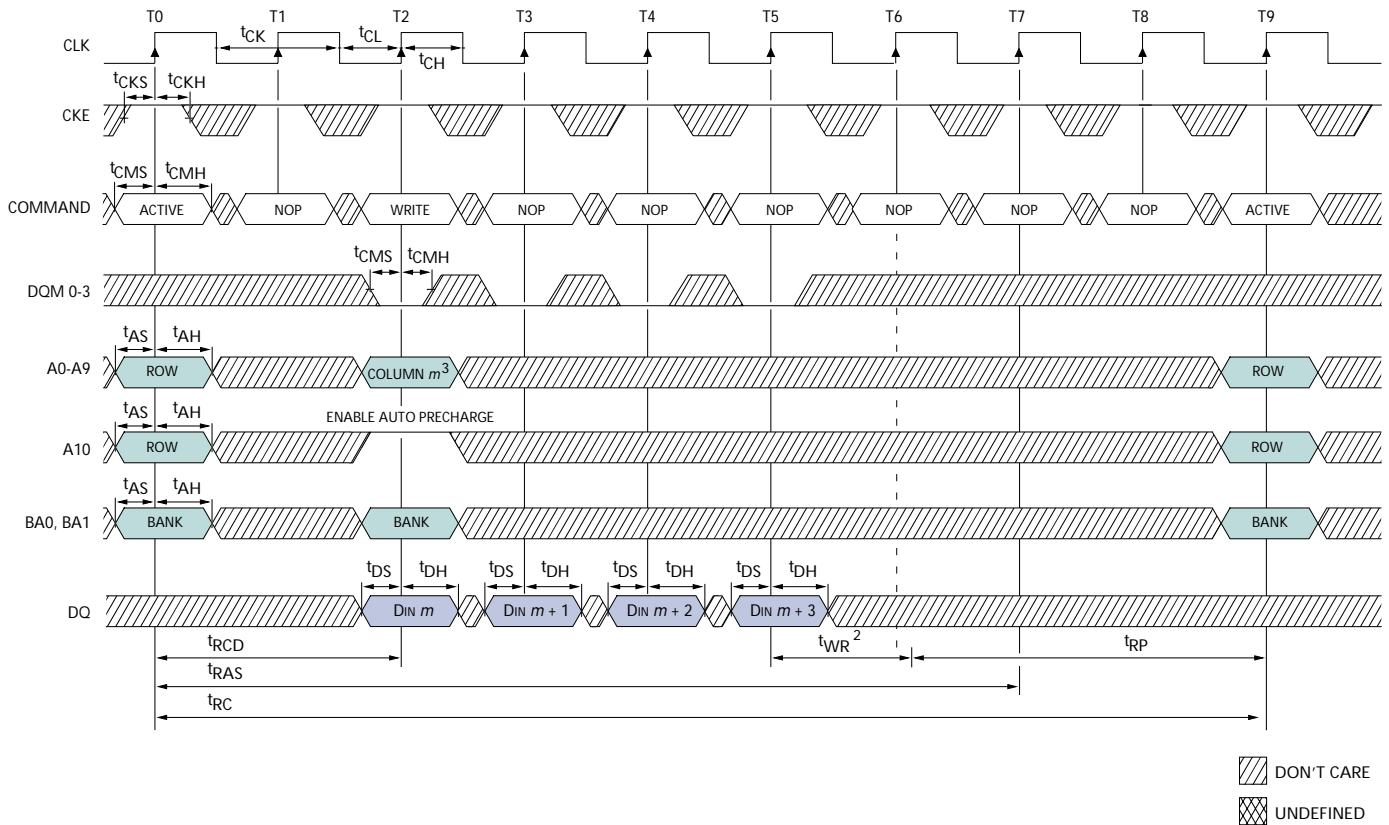 T0 T1 T2 T3 T4 T5 T6 T7 T8 T9
CLK
tCK tCL
tCH
tCKS tCKH
CKE
tCMS tCMH
COMMAND ACTIVE NOP WRITE NOP NOP NOP NOP NOP NOP ACTIVE
tCMS tCMH
DQM 0-3
tAS tAH
A0-A9 ROW COLUMN m3 ROW
tAS tAH ENABLE AUTO PRECHARGE
A10 ROW ROW
tAS tAH
BA0, BA1 BANK BANK BANK
tDS tDH tDS tDH tDS tDH tDS tDH
DQ DIN m DIN m + 1 DIN m + 2 DIN m + 3
tRCD tWR 2 tRP
tRAS
tRC
DON'T CARE
UNDEFINED